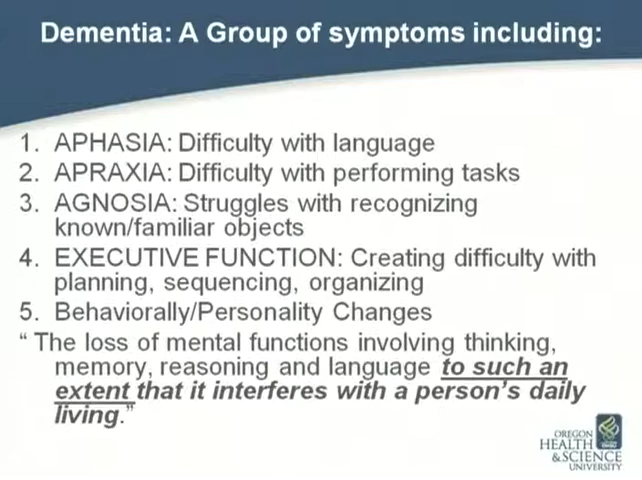 Dementia: A Group of symptoms including:
1. APHASIA: Difficulty with language
2. APRAXIA: Difficulty with performing tasks
3. AGNOSIA: Struggles with recognizing
known/familiar objects
4. EXECUTIVE FUNCTION: Creating difficulty with
planning, sequencing, organizing
5. Behaviorally/Personality Changes
“ The loss of mental functions involving thinking,
memory, reasoning and language to such an
extent that it interferes with a person's daily
living.”
OREGON
HEALTH
&SCIENCE
UNIVERSITY